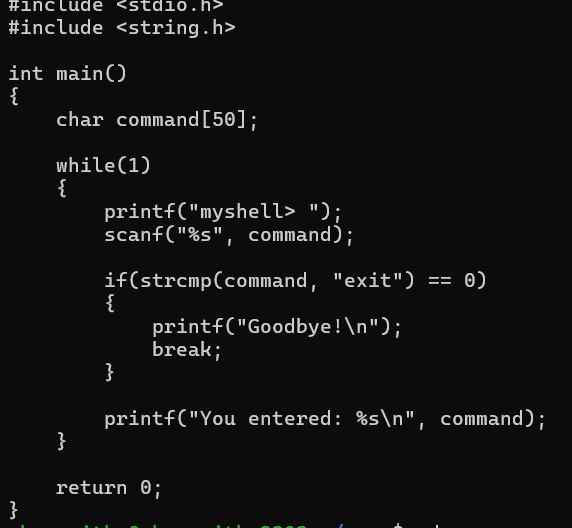 #include <stdio.h>
#include <string.h>
int main()
{
    char command[50];
    while(1)
    {
        printf("myshell> ");
        scanf("%s", command);
        if(strcmp(command, "exit") == 0)
        {
            printf("Goodbye!\n");
            break;
        }
        printf("You entered: %s\n", command);
    }
    return 0;
}